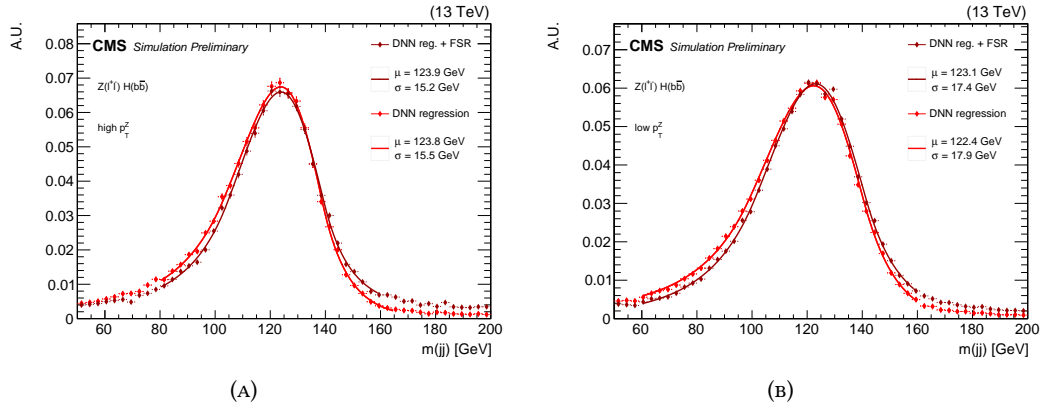 (13 TeV)
A.U.
0.08
0.07
0.06
0.05
0.04
0.03
0.02
0.01
0
CMS Simulation Preliminary
Z(l⁺l⁻) H(bb̅)
high p_T^Z
DNN reg. + FSR
μ = 123.9 GeV
σ = 15.2 GeV
DNN regression
μ = 123.8 GeV
σ = 15.5 GeV
60 80 100 120 140 160 180 200
m(jj) [GeV]
(A)
(13 TeV)
A.U.
0.07
0.06
0.05
0.04
0.03
0.02
0.01
0
CMS Simulation Preliminary
Z(l⁺l⁻) H(bb̅)
low p_T^Z
DNN reg. + FSR
μ = 123.1 GeV
σ = 17.4 GeV
DNN regression
μ = 122.4 GeV
σ = 17.9 GeV
60 80 100 120 140 160 180 200
m(jj) [GeV]
(B)